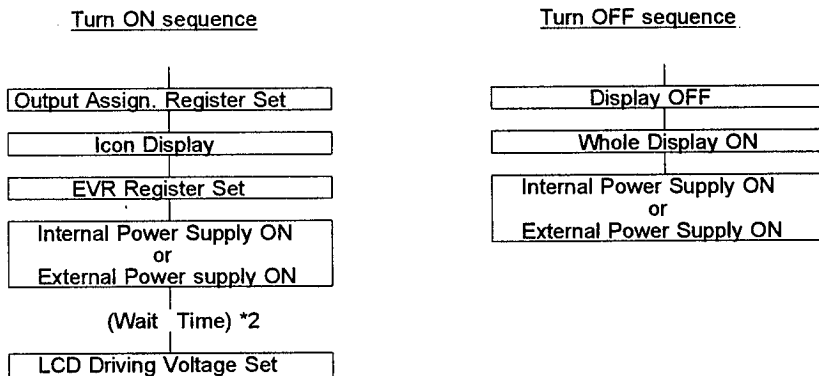 Turn ON sequence
Output Assign. Register Set
Icon Display
EVR Register Set
Internal Power Supply ON
or
External Power supply ON
(Wait Time) *2
LCD Driving Voltage Set
Turn OFF sequence
Display OFF
Whole Display ON
Internal Power Supply ON
or
External Power Supply ON